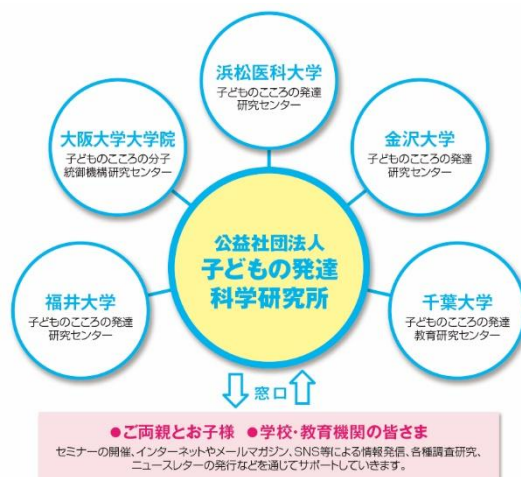 浜松医科大学
子どものこころの発達
研究センター
大阪大学大学院
子どものこころの分子
統御機構研究センター
金沢大学
子どものこころの発達
研究センター
公益社団法人
子どもの発達
科学研究所
福井大学
子どものこころの発達
研究センター
千葉大学
子どものこころの発達
教育研究センター
窓口
●ご両親とお子様 ●学校・教育機関の皆さま
セミナーの開催、インターネットやメールマガジン、SNS等による情報発信、各種調査研究、
ニュースレターの発行などを通じてサポートしていきます。